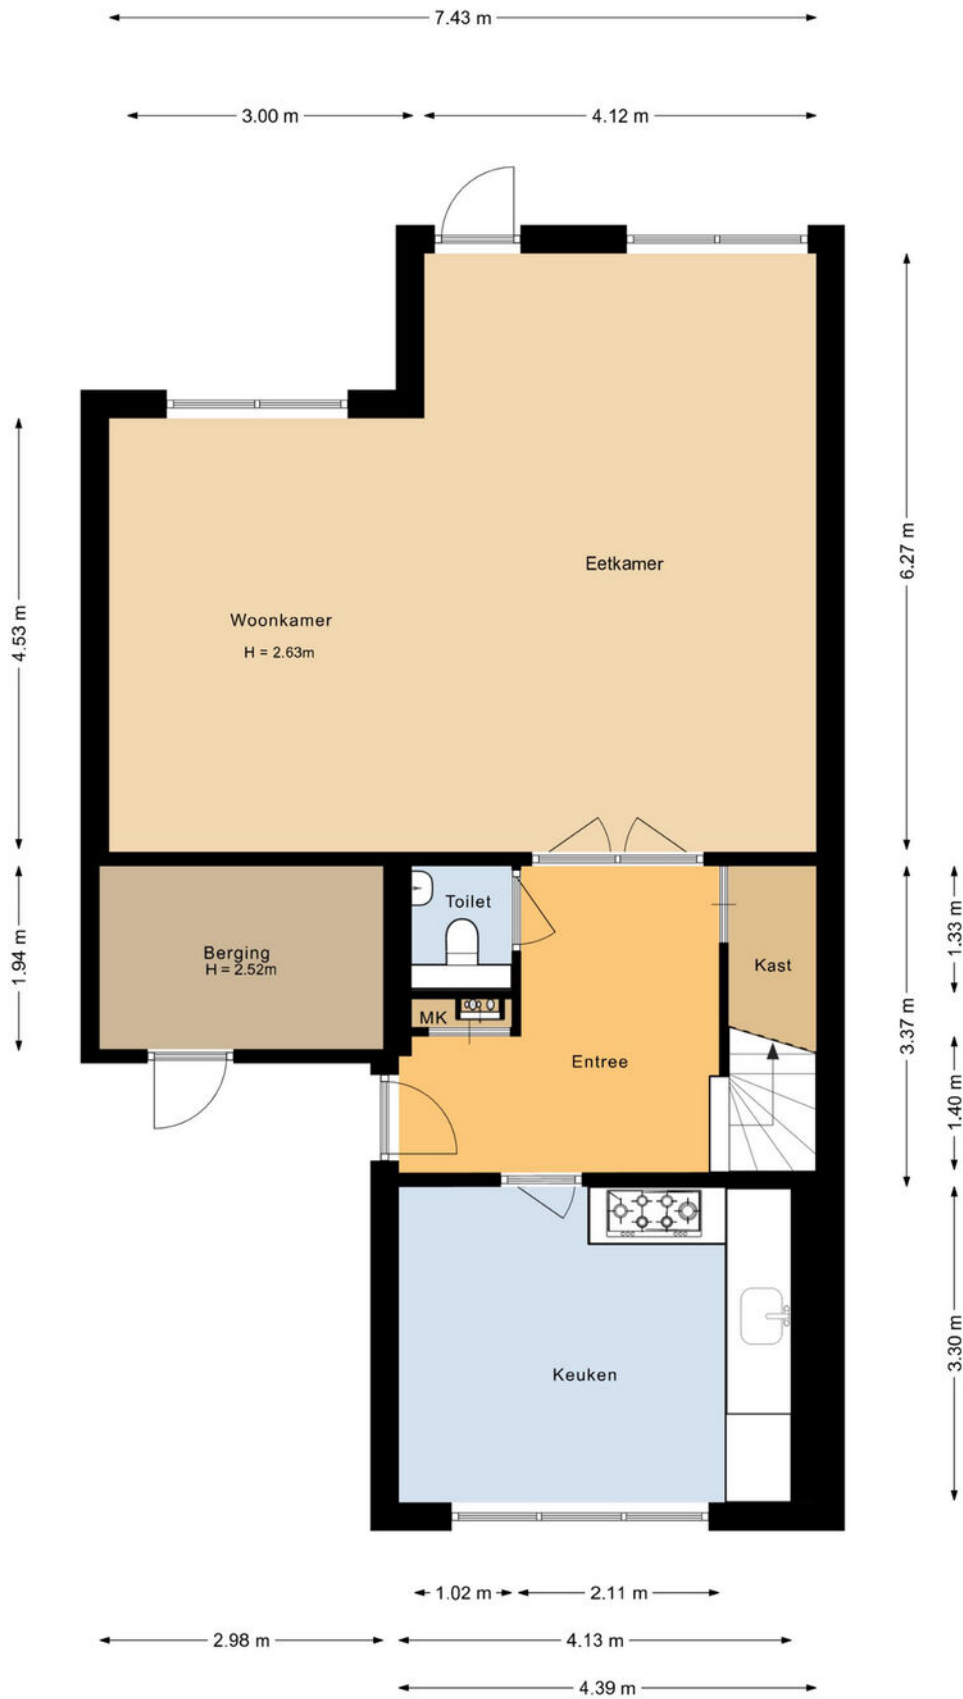 7.43 m
3.00 m
4.12 m
Eetkamer
6.27 m
4.53 m
Woonkamer
H = 2.63m
Toilet
1.94 m
Berging
H = 2.52m
Kast
1.33 m
MK
3.37 m
Entree
1.40 m
3.30 m
Keuken
1.02 m
2.11 m
2.98 m
4.13 m
4.39 m